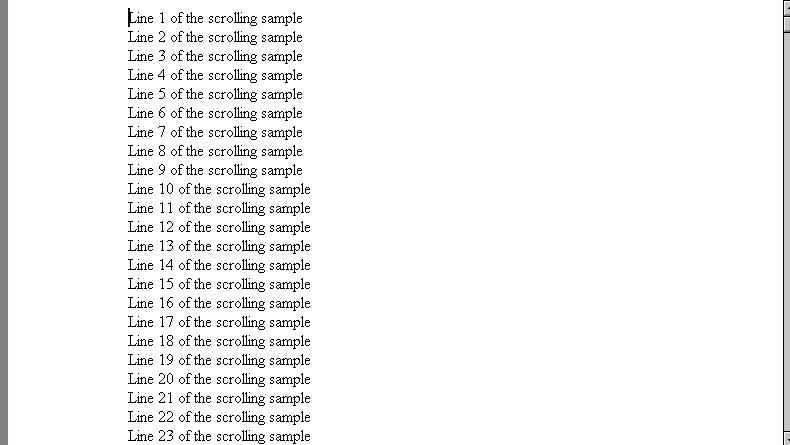 Line 1 of the scrolling sample
Line 2 of the scrolling sample
Line 3 of the scrolling sample
Line 4 of the scrolling sample
Line 5 of the scrolling sample
Line 6 of the scrolling sample
Line 7 of the scrolling sample
Line 8 of the scrolling sample
Line 9 of the scrolling sample
Line 10 of the scrolling sample
Line 11 of the scrolling sample
Line 12 of the scrolling sample
Line 13 of the scrolling sample
Line 14 of the scrolling sample
Line 15 of the scrolling sample
Line 16 of the scrolling sample
Line 17 of the scrolling sample
Line 18 of the scrolling sample
Line 19 of the scrolling sample
Line 20 of the scrolling sample
Line 21 of the scrolling sample
Line 22 of the scrolling sample
Line 23 of the scrolling sample